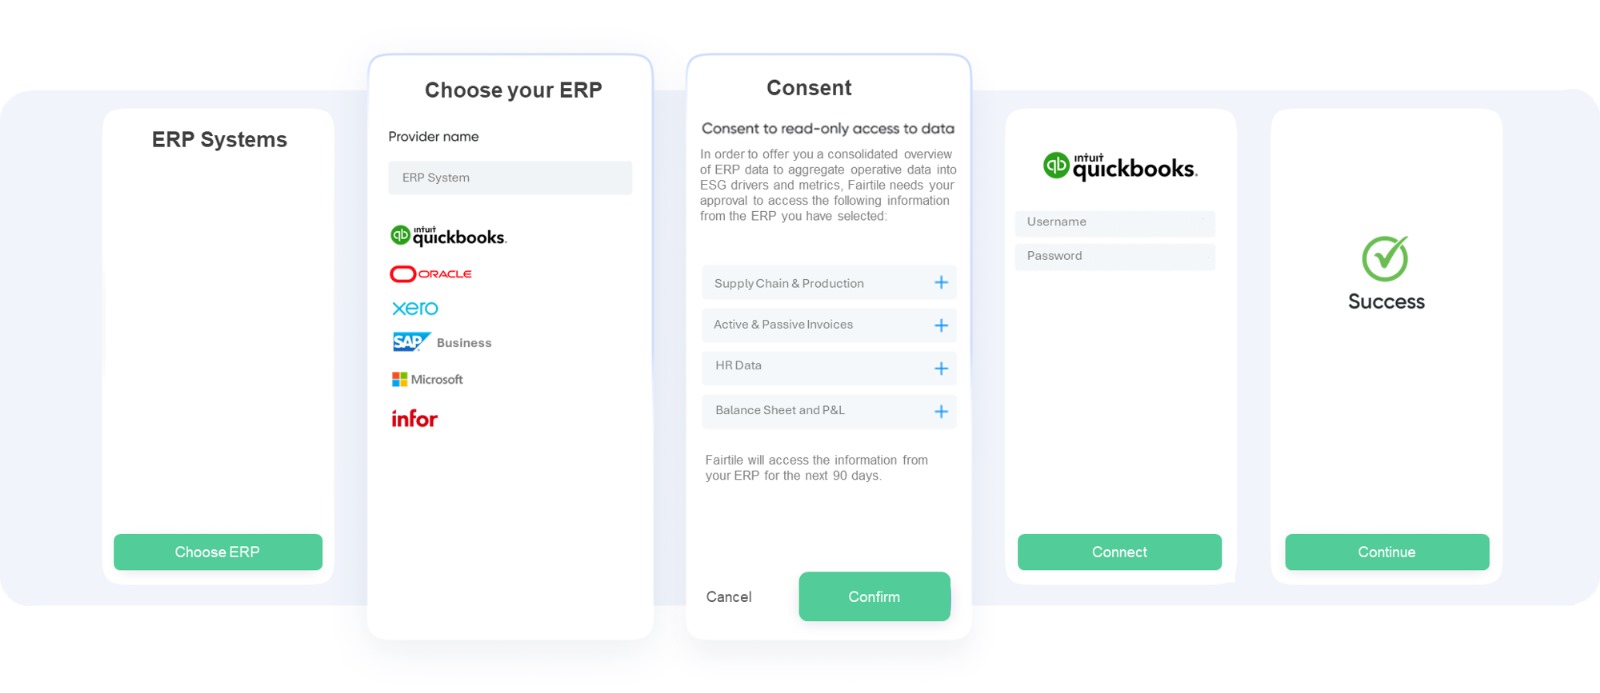 ERP Systems
Choose ERP
Choose your ERP
Provider name
ERP System
qb intuit quickbooks.
ORACLE
xero
SAP Business
Microsoft
infor
Consent
Consent to read-only access to data
In order to offer you a consolidated overview
of ERP data to aggregate operative data into
ESG drivers and metrics, Fairtile needs your
approval to access the following information
from the ERP you have selected:
Supply Chain & Production
Active & Passive Invoices
HR Data
Balance Sheet and P&L
Fairtile will access the information from
your ERP for the next 90 days.
Cancel Confirm
qb intuit quickbooks.
Username
Password
Connect
Success
Continue